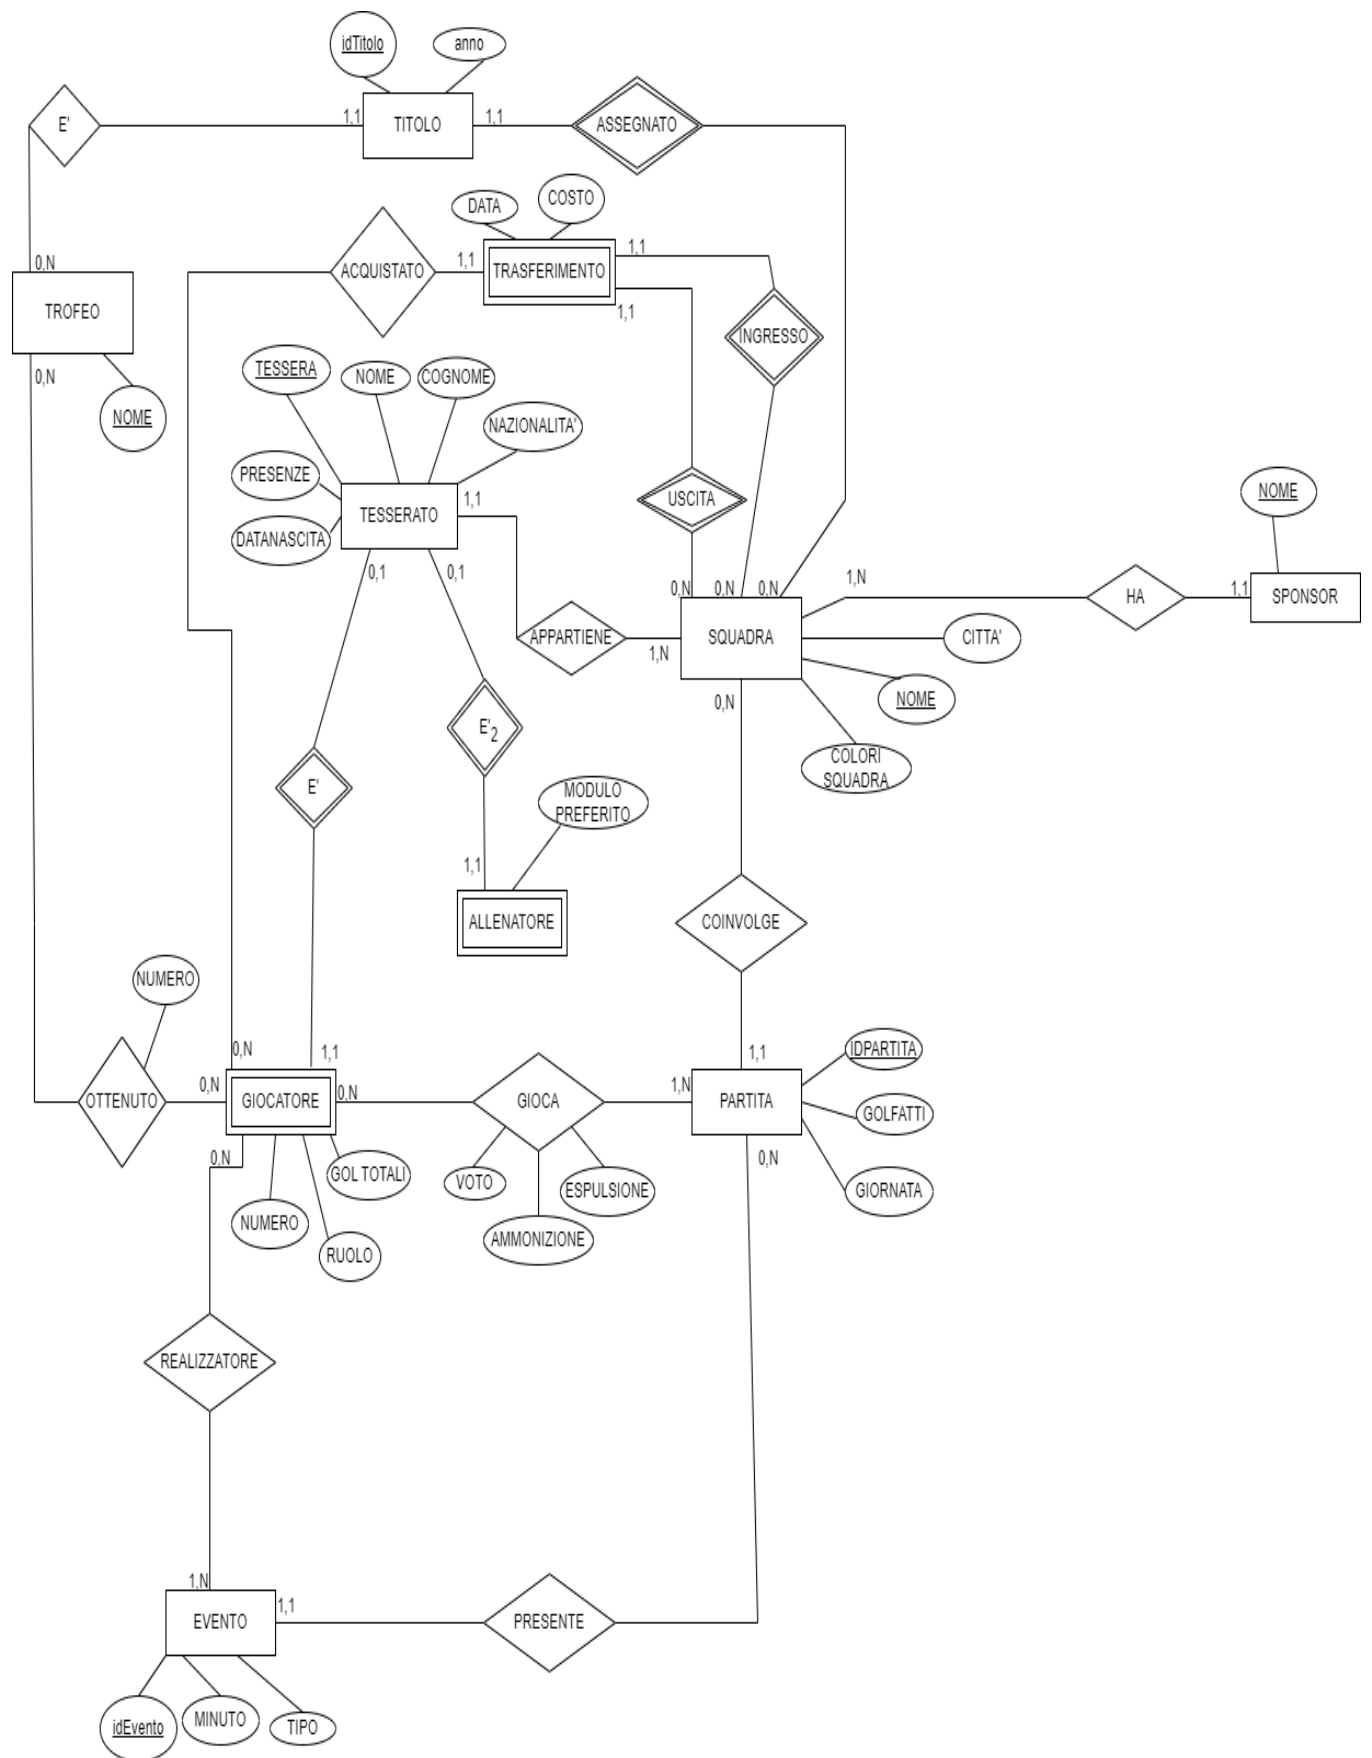 idTitolo
anno
E'
1,1
TITOLO
1,1
ASSEGNATO
DATA
COSTO
0,N
ACQUISTATO
1,1
TRASFERIMENTO
1,1
1,1
TROFEO
INGRESSO
0,N
NOME
TESSERA
NOME
COGNOME
NAZIONALITA'
PRESENZE
DATANASCITA
TESSERATO
1,1
USCITA
NOME
0,1
0,1
0,N
0,N
0,N
1,N
HA
1,1
SPONSOR
APPARTIENE
1,N
SQUADRA
CITTA'
NOME
0,N
COLORI
SQUADRA
E'
E'2
MODULO
PREFERITO
1,1
ALLENATORE
COINVOLGE
NUMERO
0,N
1,1
1,1
IDPARTITA
OTTENUTO
0,N
GIOCATORE
0,N
GIOCA
1,N
PARTITA
GOLFATTI
0,N
GOL TOTALI
VOTO
ESPULSIONE
0,N
GIORNATA
NUMERO
RUOLO
AMMONIZIONE
REALIZZATORE
1,N
EVENTO
1,1
PRESENTE
idEvento
MINUTO
TIPO